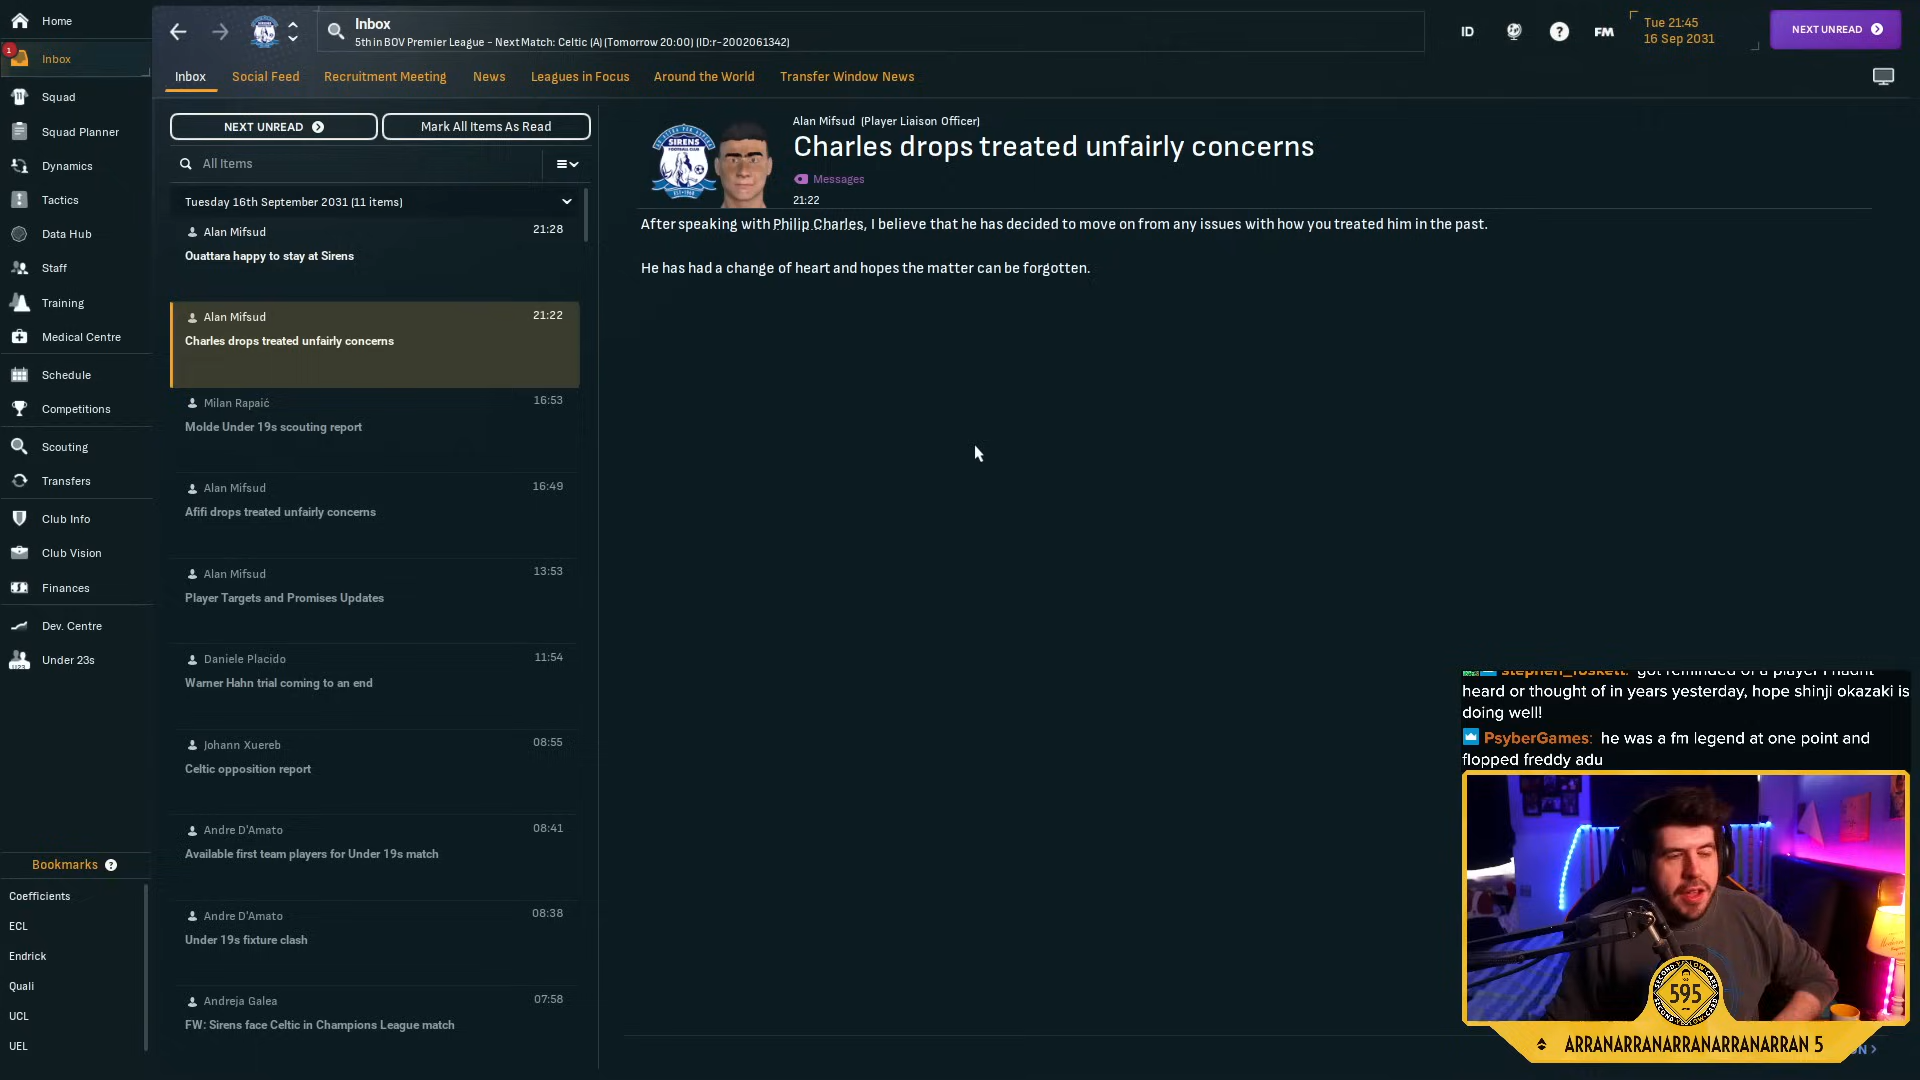 Home
1
Inbox
Squad
Squad Planner
Dynamics
Tactics
Data Hub
Staff
Training
Medical Centre
Schedule
Competitions
Scouting
Transfers
Club Info
Club Vision
Finances
Dev. Centre
Under 23s
Bookmarks ?
Coefficients
ECL
Endrick
Quali
UCL
UEL
Inbox
5th in BOV Premier League - Next Match: Celtic (A) (Tomorrow 20:00) (ID:r-2002061342)
ID
?
FM
Tue 21:45
16 Sep 2031
NEXT UNREAD
Inbox Social Feed Recruitment Meeting News Leagues in Focus Around the World Transfer Window News
NEXT UNREAD
Mark All Items As Read
All Items
Tuesday 16th September 2031 (11 items)
Alan Mifsud 21:28
Ouattara happy to stay at Sirens
Alan Mifsud 21:22
Charles drops treated unfairly concerns
Milan Rapaić 16:53
Molde Under 19s scouting report
Alan Mifsud 16:49
Afifi drops treated unfairly concerns
Alan Mifsud 13:53
Player Targets and Promises Updates
Daniele Placido 11:54
Warner Hahn trial coming to an end
Johann Xuereb 08:55
Celtic opposition report
Andre D'Amato 08:41
Available first team players for Under 19s match
Andre D'Amato 08:38
Under 19s fixture clash
Andreja Galea 07:58
FW: Sirens face Celtic in Champions League match
SIRENS
FOOTBALL CLUB
Alan Mifsud (Player Liaison Officer)
Charles drops treated unfairly concerns
Messages
21:22
After speaking with Philip Charles, I believe that he has decided to move on from any issues with how you treated him in the past.
He has had a change of heart and hopes the matter can be forgotten.
stephen_foskett: got reminded of a player I hadnt
heard or thought of in years yesterday, hope shinji okazaki is
doing well!
PsyberGames: he was a fm legend at one point and
flopped freddy adu
SECOND YELLOW CARD
595
ARRANARRANARRANARRANARRAN 5